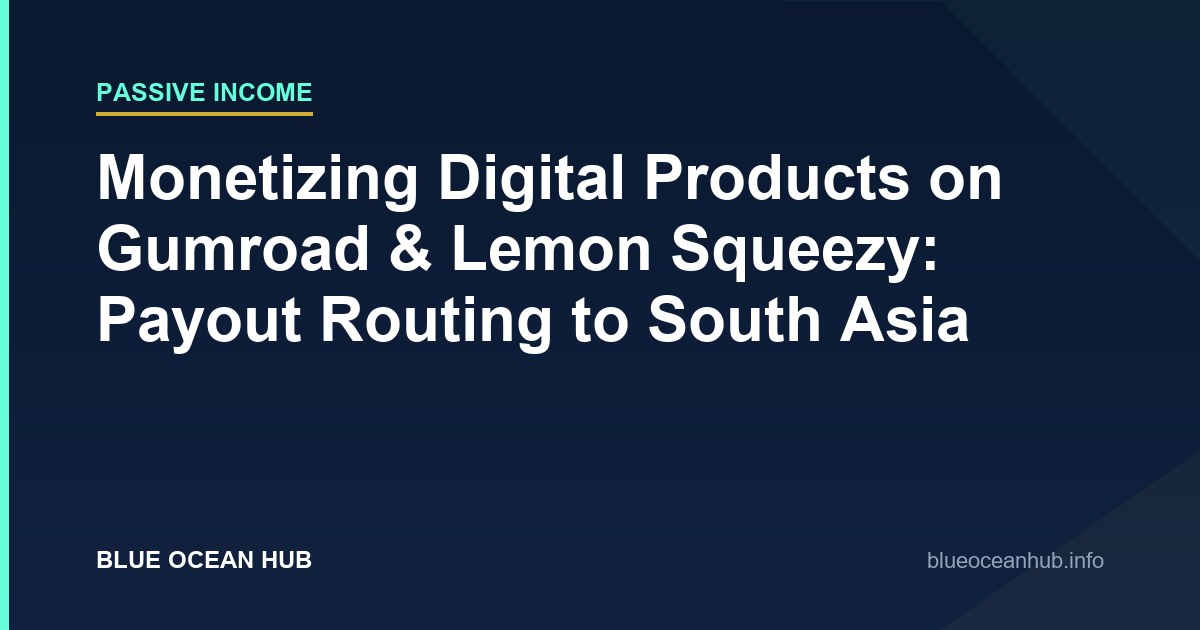 PASSIVE INCOME
Monetizing Digital Products on
Gumroad & Lemon Squeezy:
Payout Routing to South Asia
BLUE OCEAN HUB
blueoceanhub.info